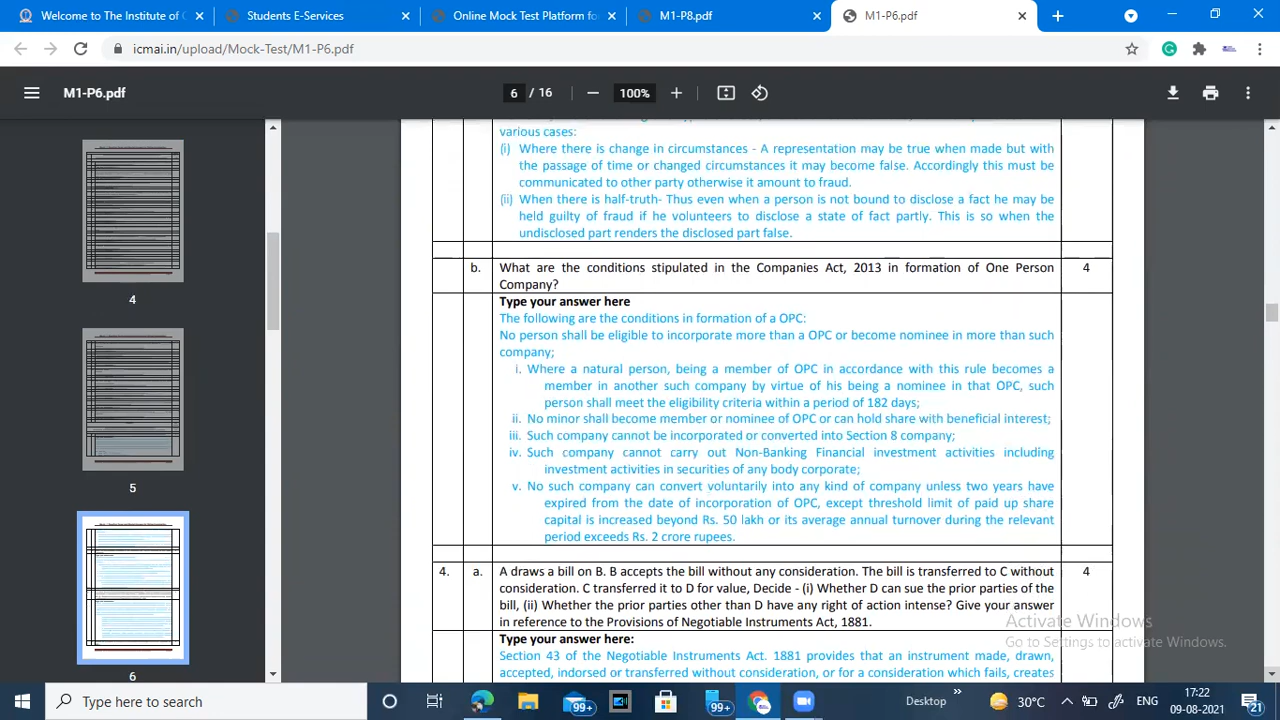 Welcome to The Institute of C
Students E-Services
Online Mock Test Platform fo
M1-P8.pdf
M1-P6.pdf
icmai.in/upload/Mock-Test/M1-P6.pdf
M1-P6.pdf
6 / 16
100%
various cases:
(i) Where there is change in circumstances - A representation may be true when made but with
the passage of time or changed circumstances it may become false. Accordingly this must be
communicated to other party otherwise it amount to fraud.
(ii) When there is half-truth- Thus even when a person is not bound to disclose a fact he may be
held guilty of fraud if he volunteers to disclose a state of fact partly. This is so when the
undisclosed part renders the disclosed part false.
b. What are the conditions stipulated in the Companies Act, 2013 in formation of One Person 4
Company?
Type your answer here
The following are the conditions in formation of a OPC:
No person shall be eligible to incorporate more than a OPC or become nominee in more than such
company;
i. Where a natural person, being a member of OPC in accordance with this rule becomes a
member in another such company by virtue of his being a nominee in that OPC, such
person shall meet the eligibility criteria within a period of 182 days;
ii. No minor shall become member or nominee of OPC or can hold share with beneficial interest;
iii. Such company cannot be incorporated or converted into Section 8 company;
iv. Such company cannot carry out Non-Banking Financial investment activities including
investment activities in securities of any body corporate;
v. No such company can convert voluntarily into any kind of company unless two years have
expired from the date of incorporation of OPC, except threshold limit of paid up share
capital is increased beyond Rs. 50 lakh or its average annual turnover during the relevant
period exceeds Rs. 2 crore rupees.
4. a. A draws a bill on B. B accepts the bill without any consideration. The bill is transferred to C without 4
consideration. C transferred it to D for value, Decide - (i) Whether D can sue the prior parties of the
bill, (ii) Whether the prior parties other than D have any right of action intense? Give your answer
in reference to the Provisions of Negotiable Instruments Act, 1881.
Type your answer here:
Section 43 of the Negotiable Instruments Act. 1881 provides that an instrument made, drawn,
accepted, indorsed or transferred without consideration, or for a consideration which fails, creates
4
5
6
Activate Windows
Go to Settings to activate Windows.
Type here to search
99+
99+
Desktop
30°C
ENG
17:22
09-08-2021
21